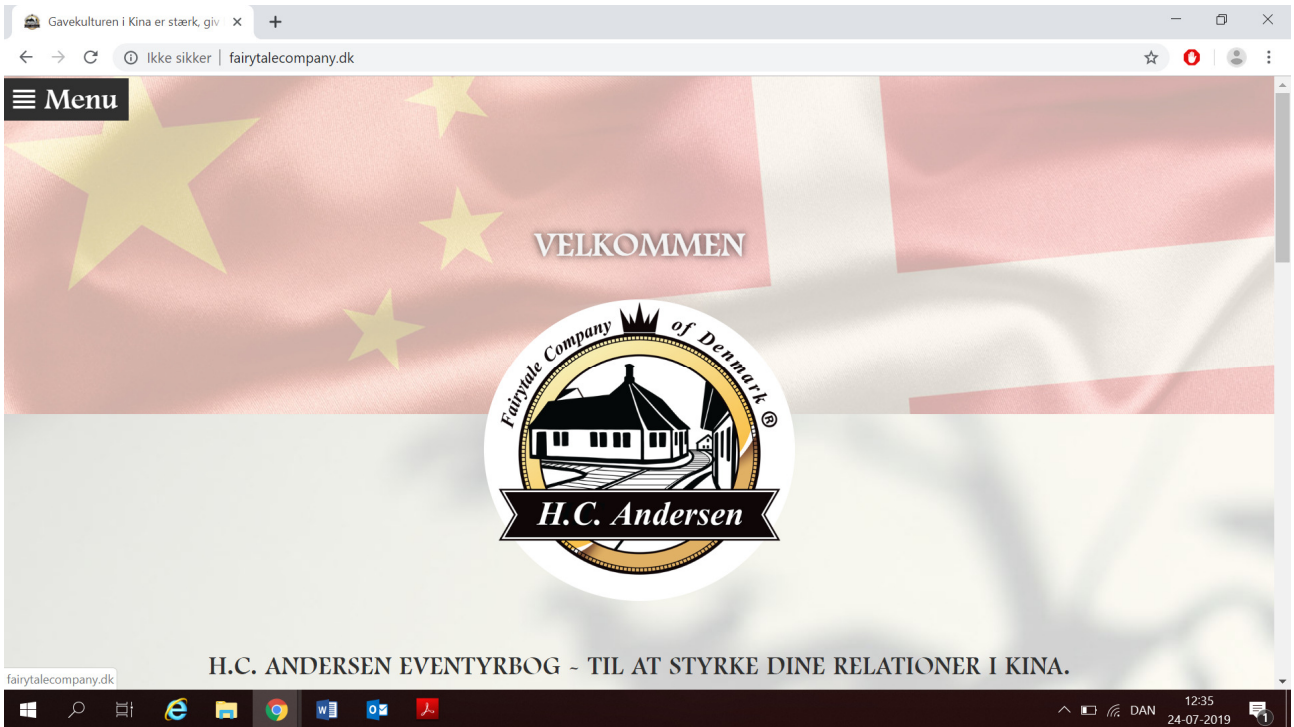 Gavekulturen i Kina er stærk, giv
Ikke sikker | fairytalecompany.dk
Menu
VELKOMMEN
Fairytale Company of Denmark ®
H.C. Andersen
H.C. ANDERSEN EVENTYRBOG ~ TIL AT STYRKE DINE RELATIONER I KINA.
fairytalecompany.dk
DAN
12:35
24-07-2019
1